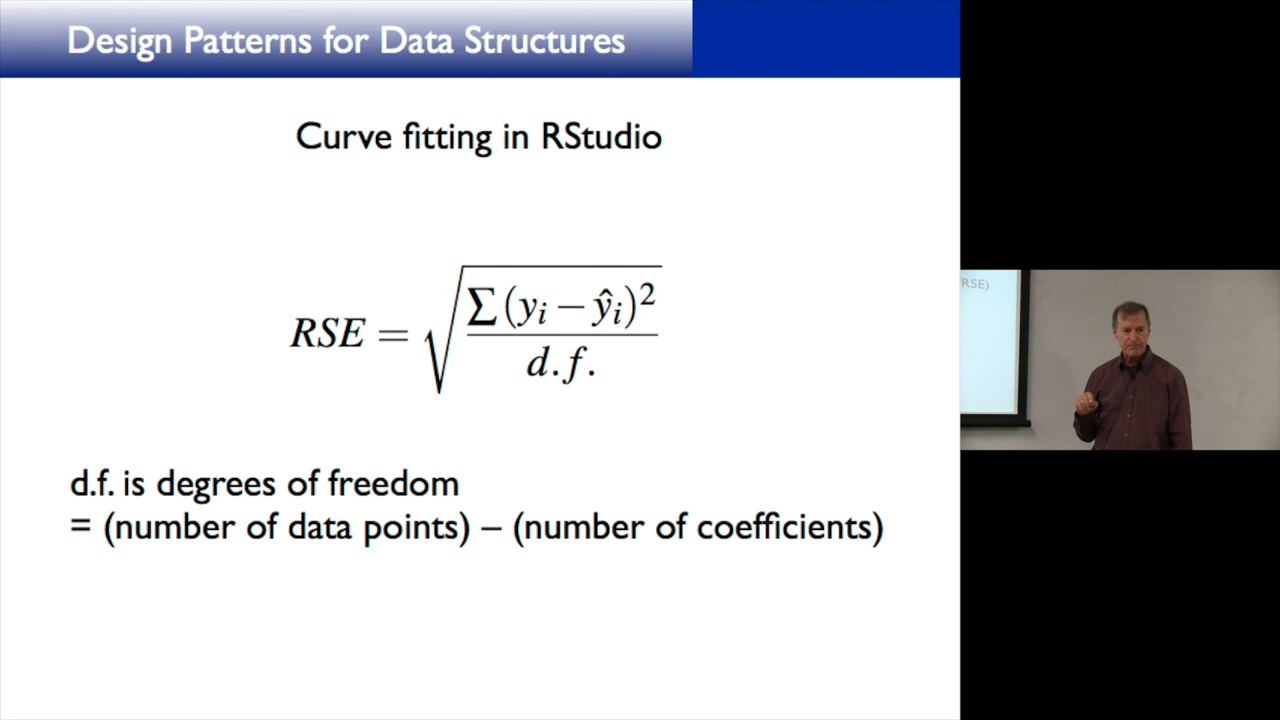 Design Patterns for Data Structures
Curve fitting in RStudio
RSE = √(Σ(yᵢ − ŷᵢ)² / d.f.)
d.f. is degrees of freedom
= (number of data points) – (number of coefficients)
RSE)